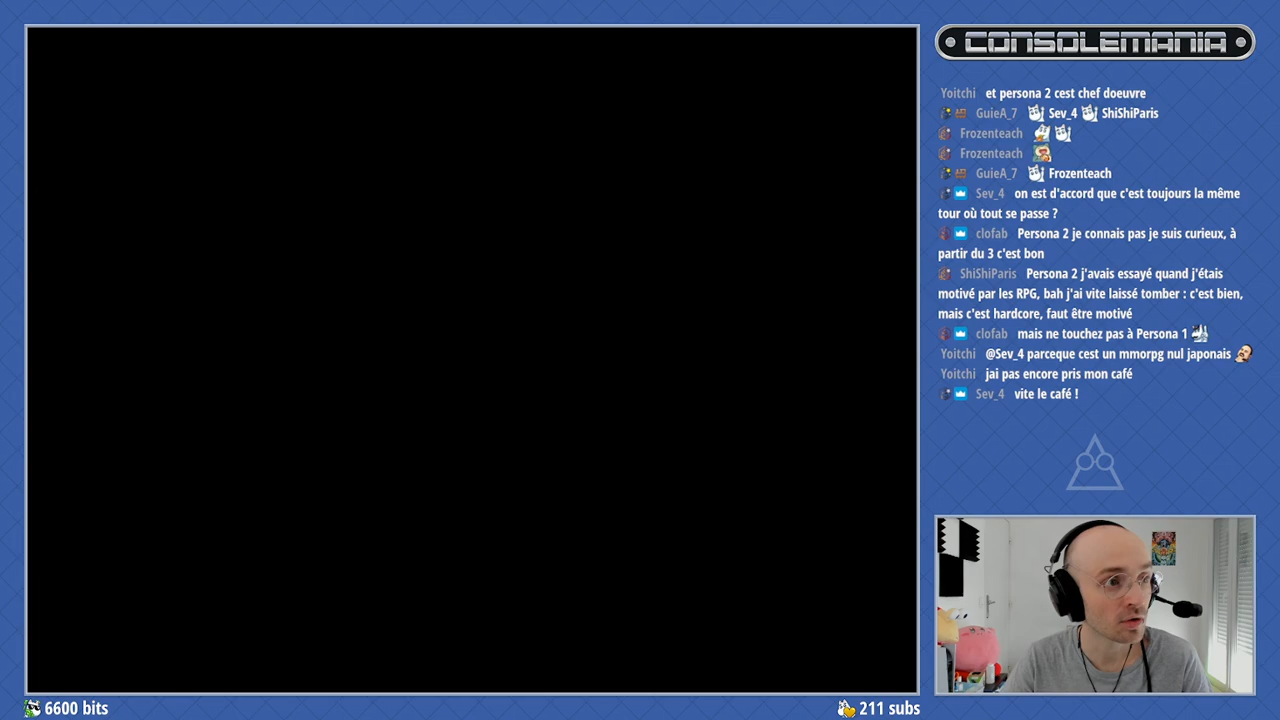 CONSOLEMANIA
Yoitchi et persona 2 cest chef doeuvre
GuieA_7 Sev_4 ShiShiParis
Frozenteach
Frozenteach
GuieA_7 Frozenteach
Sev_4 on est d'accord que c'est toujours la même
tour où tout se passe ?
clofab Persona 2 je connais pas je suis curieux, à
partir du 3 c'est bon
ShiShiParis Persona 2 j'avais essayé quand j'étais
motivé par les RPG, bah j'ai vite laissé tomber : c'est bien,
mais c'est hardcore, faut être motivé
clofab mais ne touchez pas à Persona 1
Yoitchi @Sev_4 parceque cest un mmorpg nul japonais
Yoitchi jai pas encore pris mon café
Sev_4 vite le café !
6600 bits
211 subs